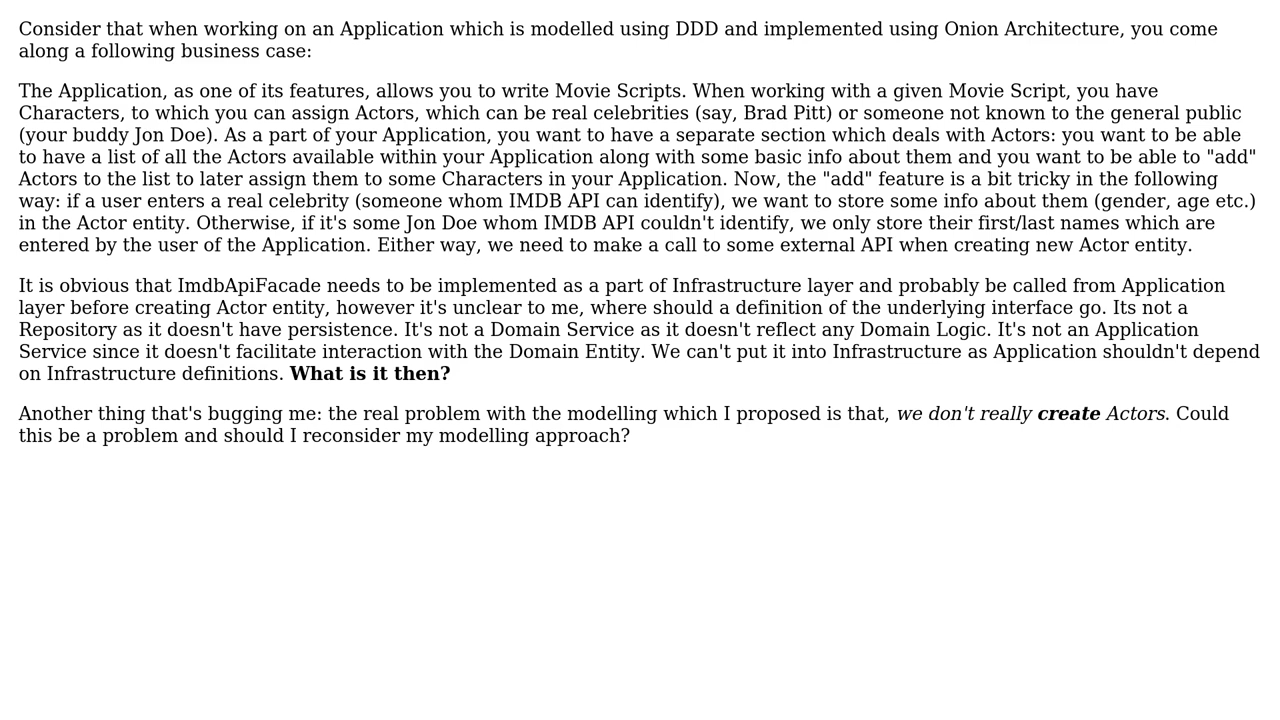 Consider that when working on an Application which is modelled using DDD and implemented using Onion Architecture, you come
along a following business case:
The Application, as one of its features, allows you to write Movie Scripts. When working with a given Movie Script, you have
Characters, to which you can assign Actors, which can be real celebrities (say, Brad Pitt) or someone not known to the general public
(your buddy Jon Doe). As a part of your Application, you want to have a separate section which deals with Actors: you want to be able
to have a list of all the Actors available within your Application along with some basic info about them and you want to be able to "add"
Actors to the list to later assign them to some Characters in your Application. Now, the "add" feature is a bit tricky in the following
way: if a user enters a real celebrity (someone whom IMDB API can identify), we want to store some info about them (gender, age etc.)
in the Actor entity. Otherwise, if it's some Jon Doe whom IMDB API couldn't identify, we only store their first/last names which are
entered by the user of the Application. Either way, we need to make a call to some external API when creating new Actor entity.
It is obvious that ImdbApiFacade needs to be implemented as a part of Infrastructure layer and probably be called from Application
layer before creating Actor entity, however it's unclear to me, where should a definition of the underlying interface go. Its not a
Repository as it doesn't have persistence. It's not a Domain Service as it doesn't reflect any Domain Logic. It's not an Application
Service since it doesn't facilitate interaction with the Domain Entity. We can't put it into Infrastructure as Application shouldn't depend
on Infrastructure definitions. What is it then?
Another thing that's bugging me: the real problem with the modelling which I proposed is that, we don't really create Actors. Could
this be a problem and should I reconsider my modelling approach?